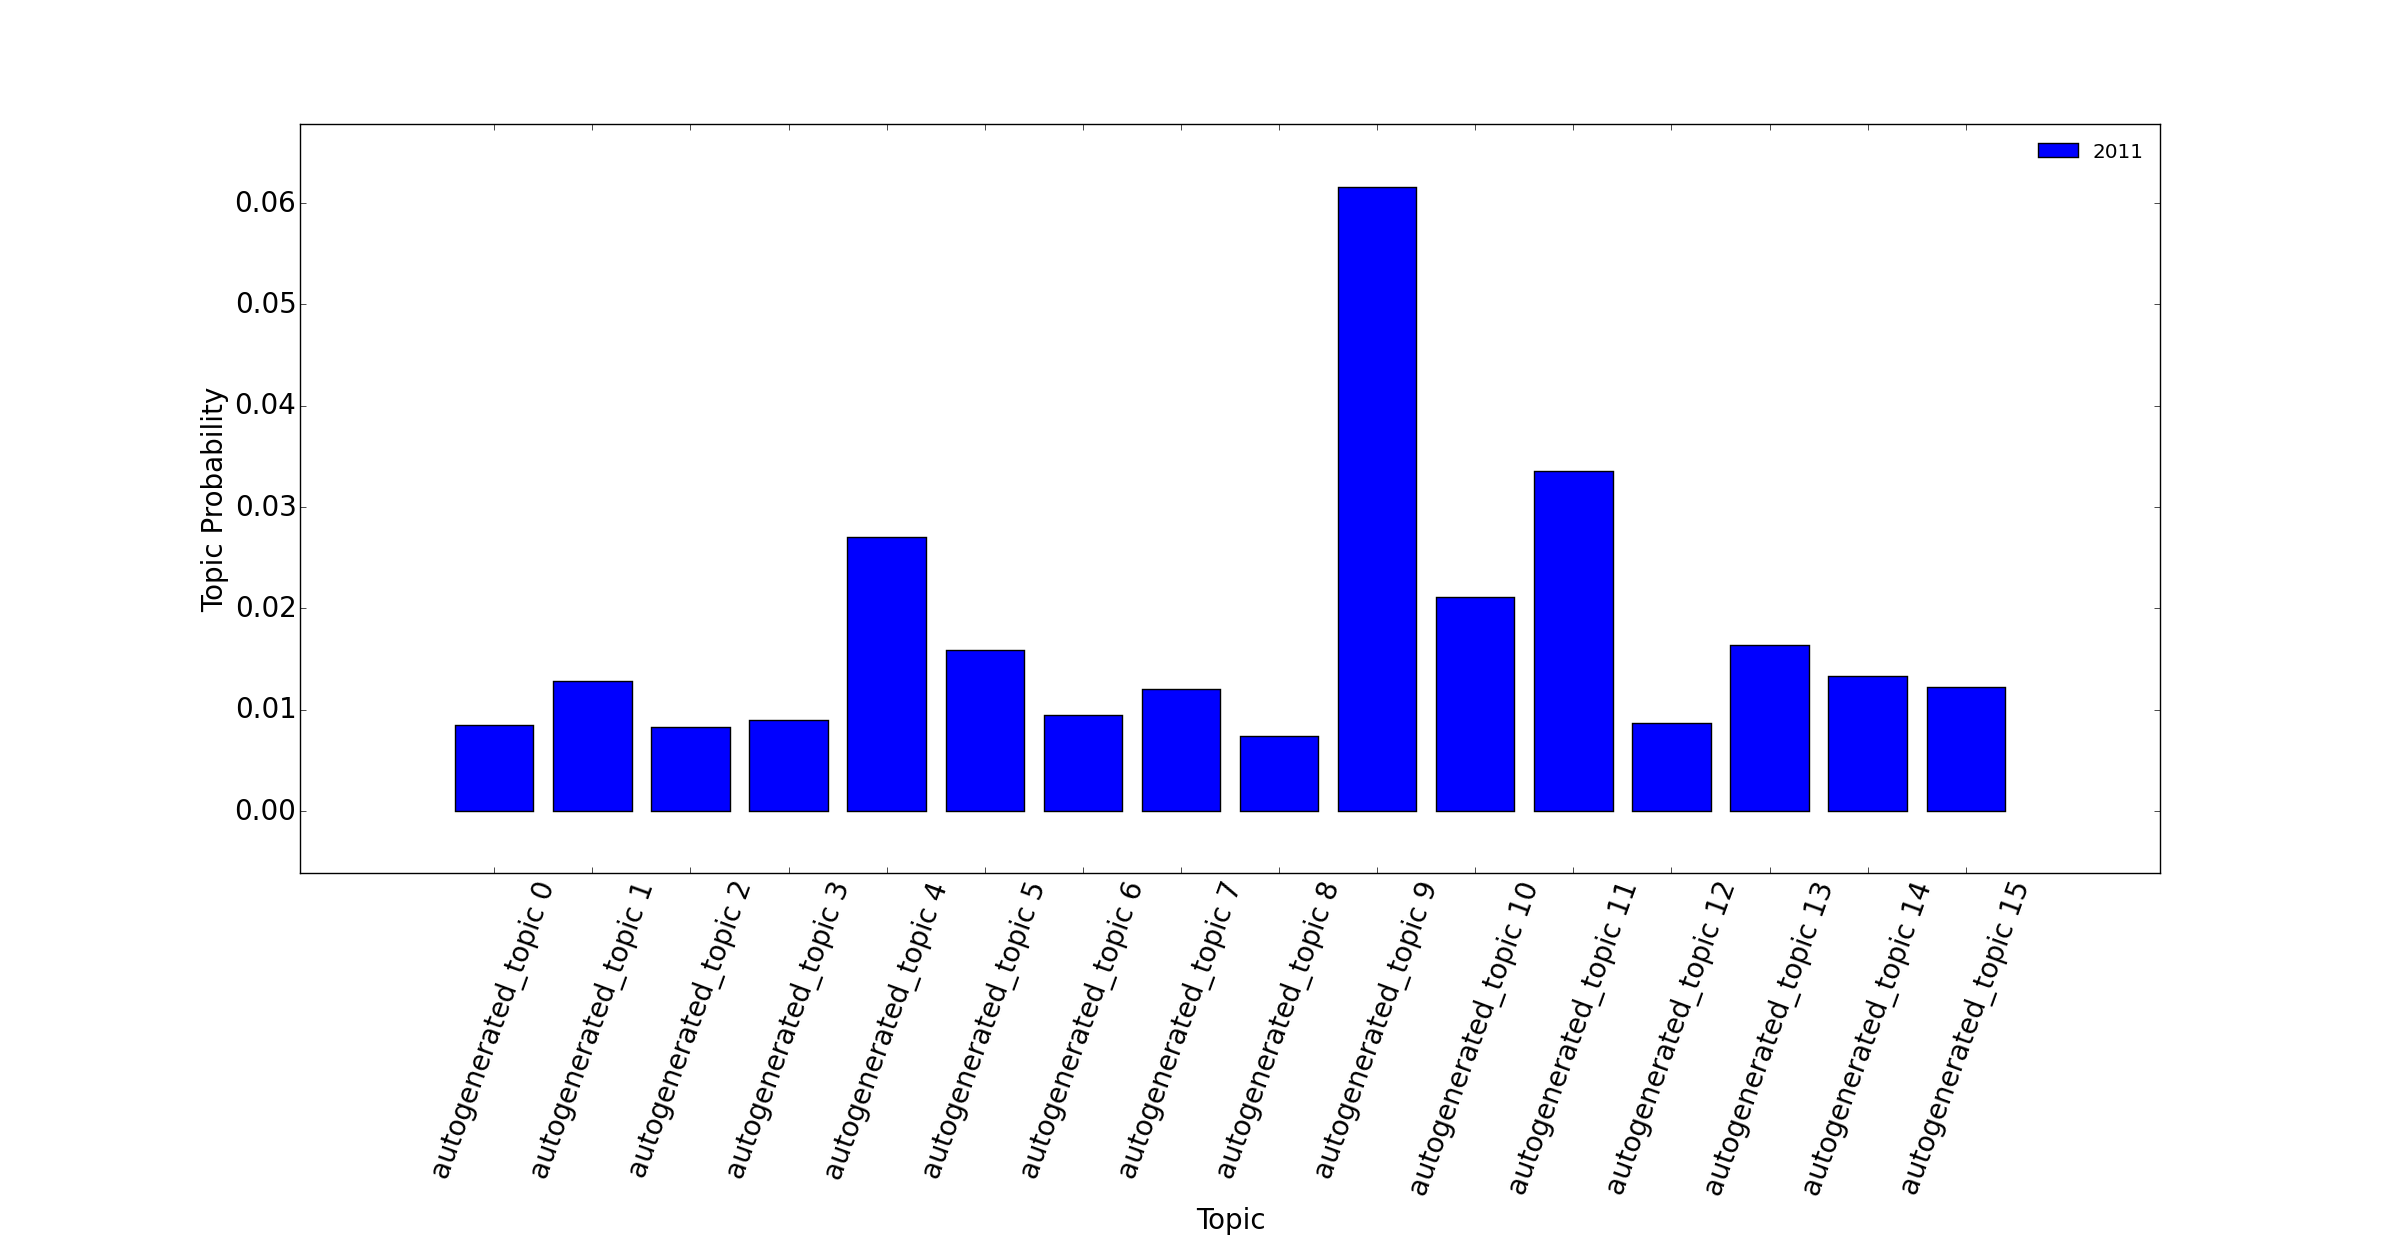 2011
0.06
0.05
0.04
0.03
0.02
0.01
0.00
Topic Probability
autogenerated_topic 0
autogenerated_topic 1
autogenerated_topic 2
autogenerated_topic 3
autogenerated_topic 4
autogenerated_topic 5
autogenerated_topic 6
autogenerated_topic 7
autogenerated_topic 8
autogenerated_topic 9
autogenerated_topic 10
autogenerated_topic 11
autogenerated_topic 12
autogenerated_topic 13
autogenerated_topic 14
autogenerated_topic 15
Topic